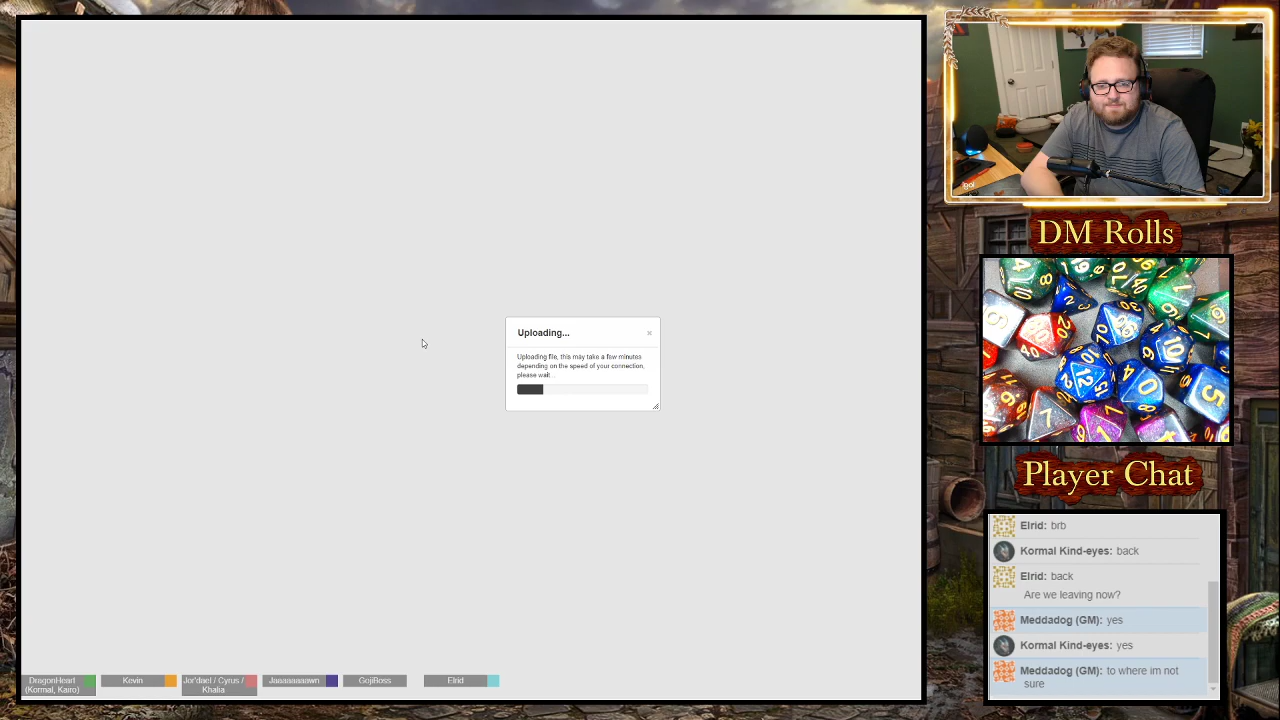 Uploading...
Uploading file, this may take a few minutes
depending on the speed of your connection,
please wait ..
DragonHeart
(Kormal, Kairo)
Kevin
Jor'dael / Cyrus /
Khalia
Jaaaaaaaawn
GojiBoss
Elrid
DM Rolls
Player Chat
Elrid: brb
Kormal Kind-eyes: back
Elrid: back
Are we leaving now?
Meddadog (GM): yes
Kormal Kind-eyes: yes
Meddadog (GM): to where im not
sure